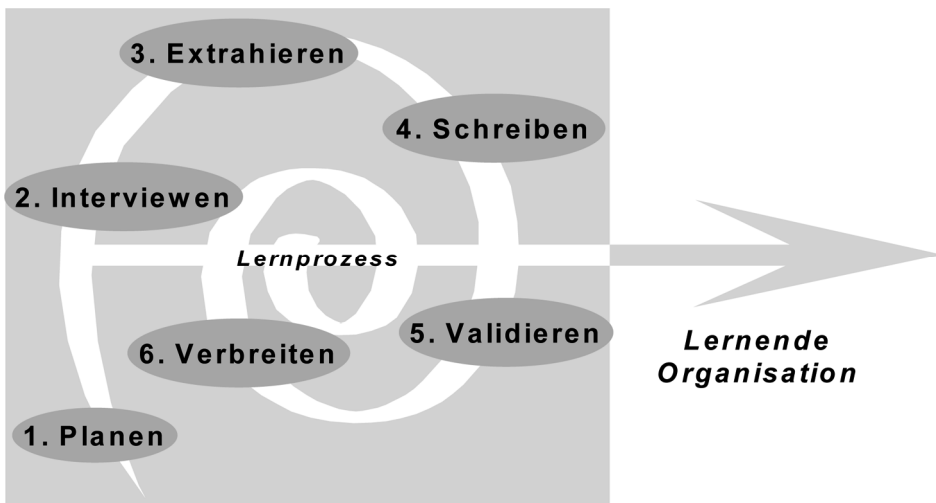 3. Extrahieren
4. Schreiben
2. Interviewen
Lernprozess
5. Validieren
6. Verbreiten
1. Planen
Lernende
Organisation